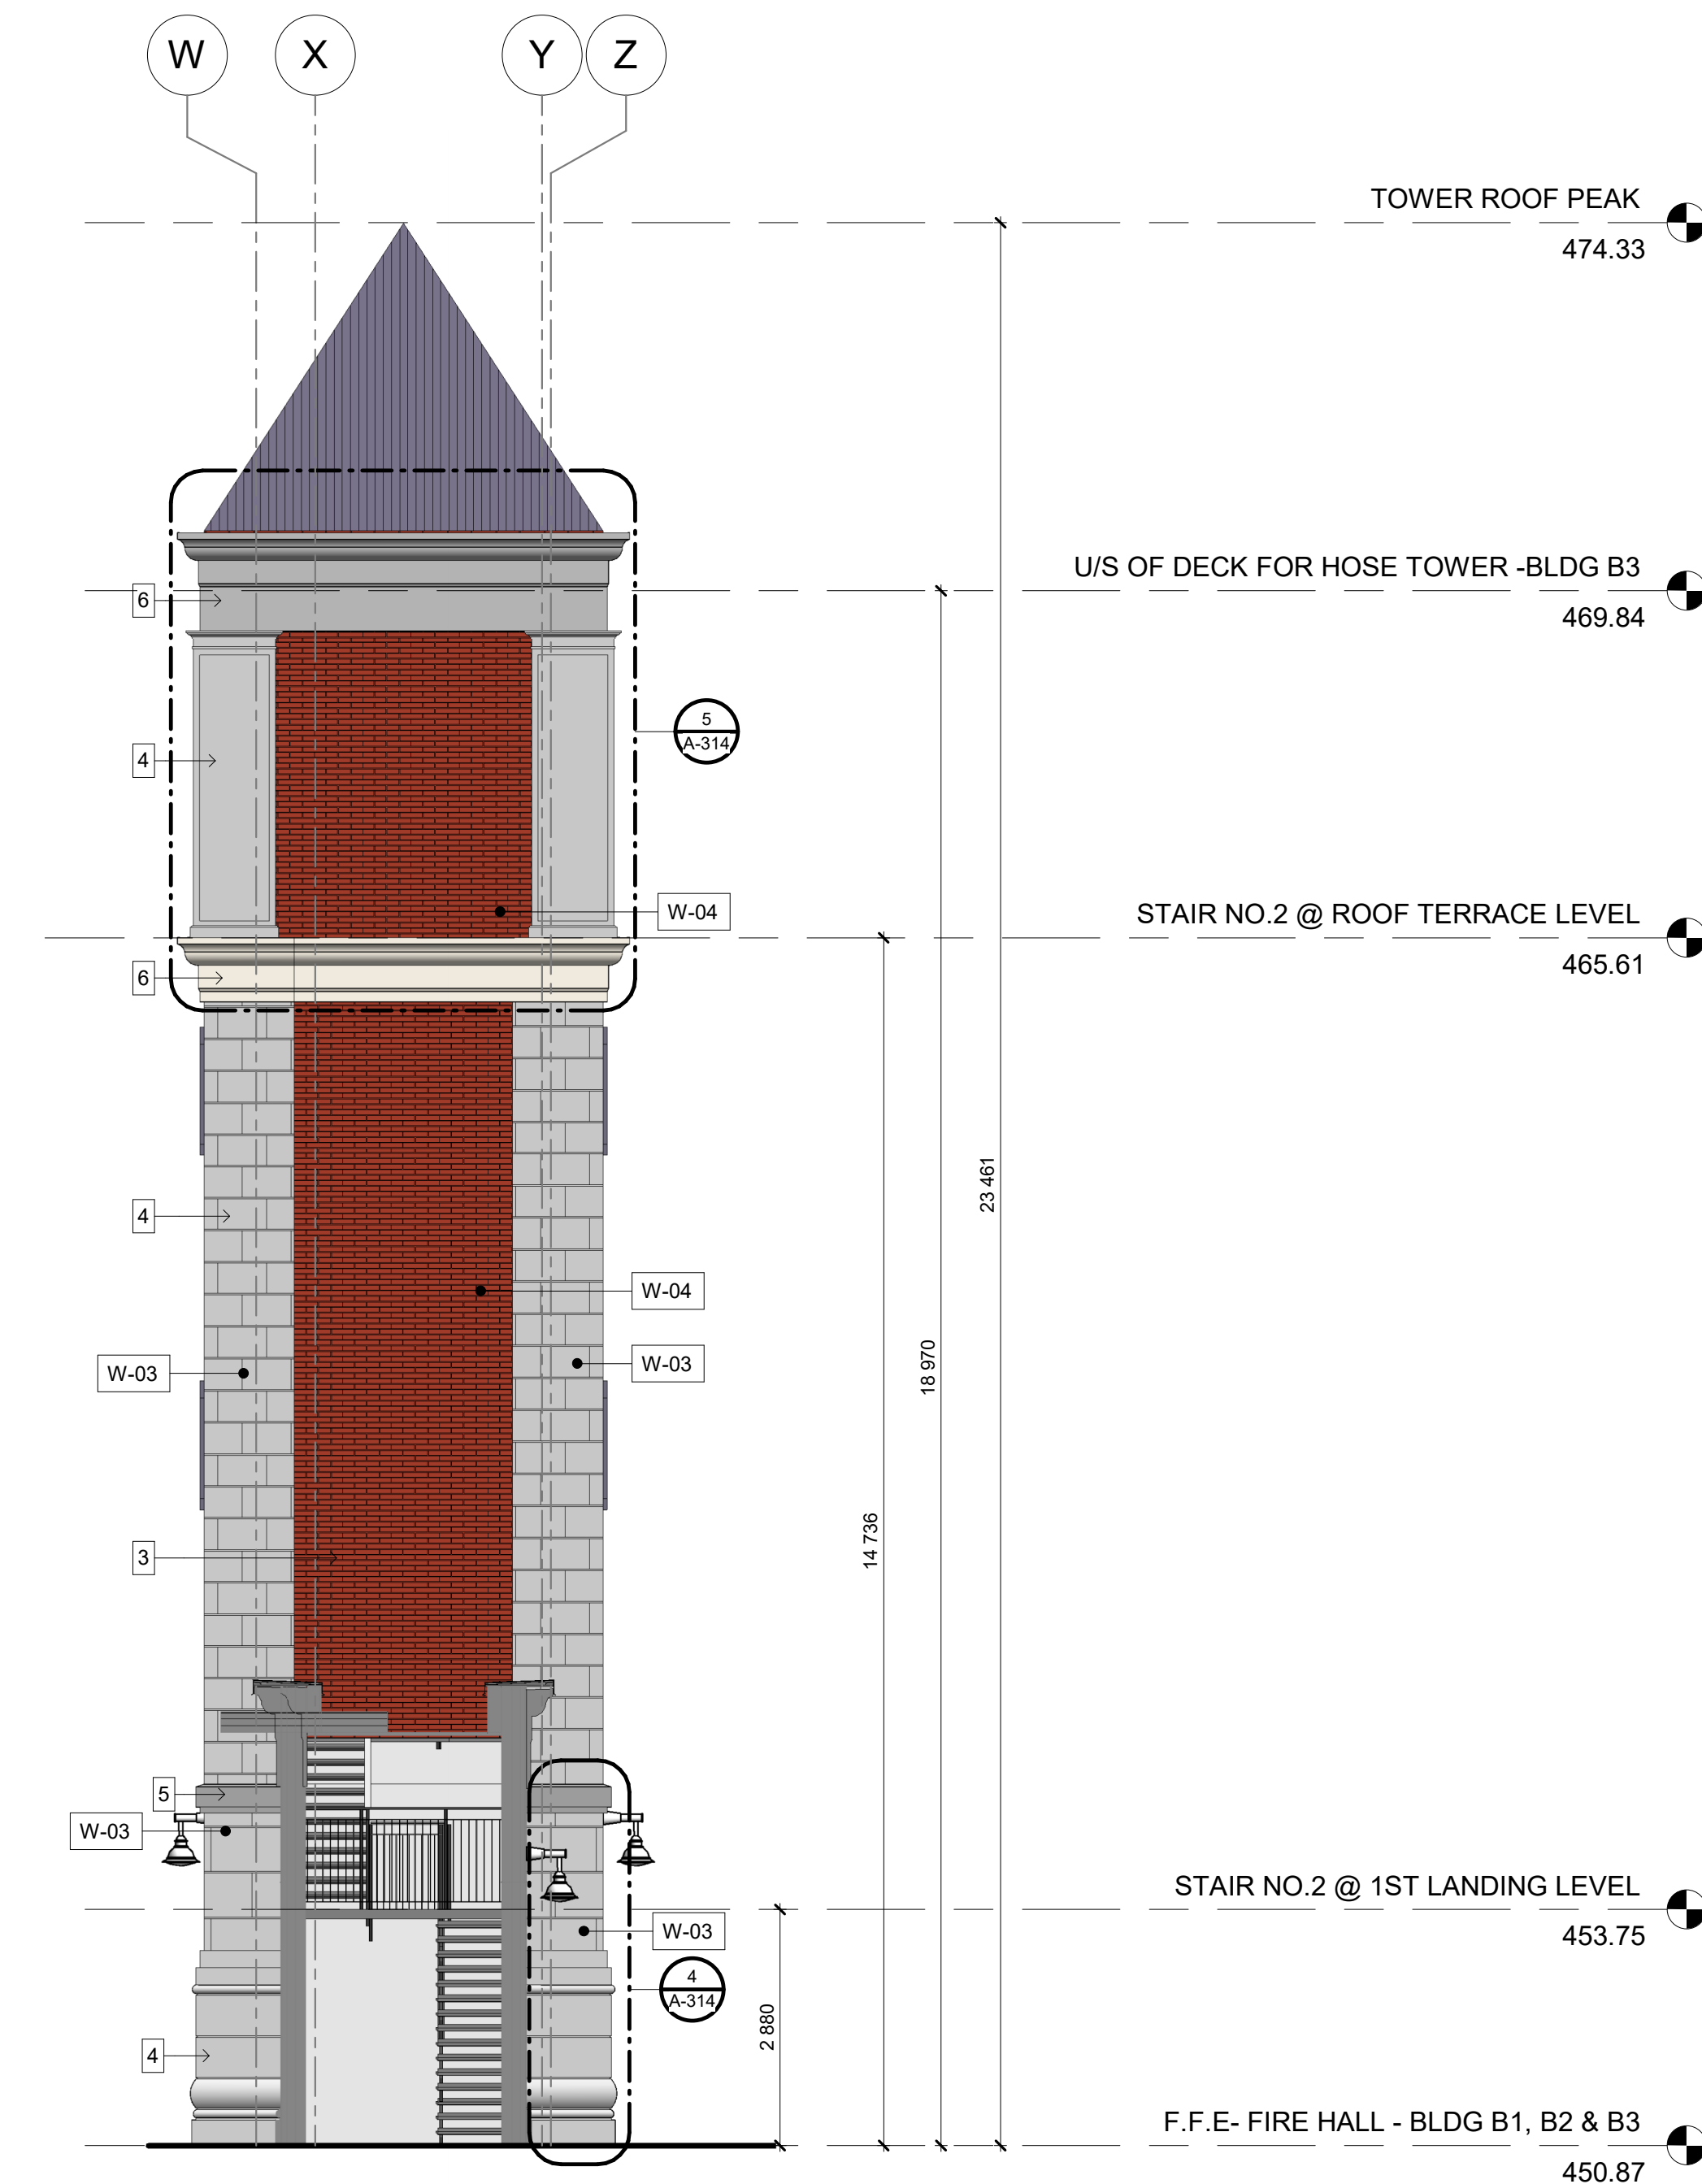 W X Y Z
TOWER ROOF PEAK
474.33
U/S OF DECK FOR HOSE TOWER -BLDG B3
469.84
6
5
A-314
4
W-04
STAIR NO.2 @ ROOF TERRACE LEVEL
465.61
6
23 461
4
W-04
18 970
W-03
W-03
14 736
3
5
W-03
STAIR NO.2 @ 1ST LANDING LEVEL
453.75
W-03
4
A-314
2 880
4
F.F.E- FIRE HALL - BLDG B1, B2 & B3
450.87